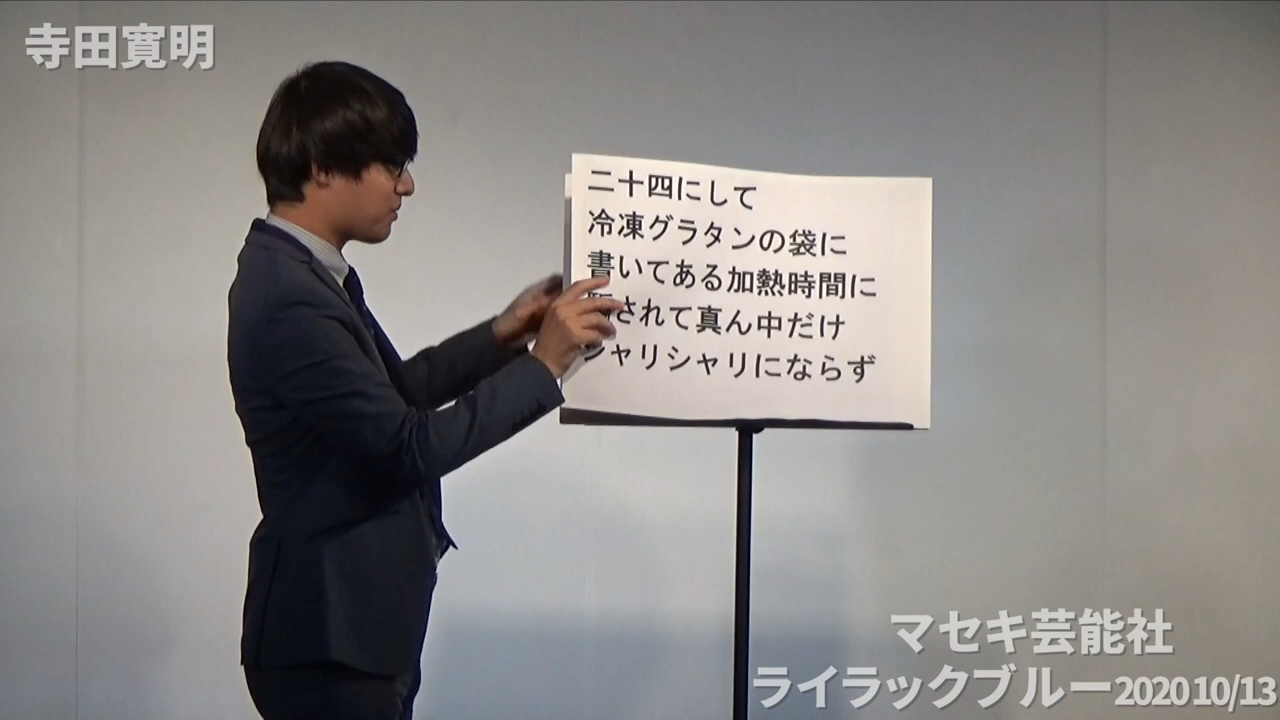 寺田寛明
二十四にして
冷凍グラタンの袋に
書いてある加熱時間に
騙されて真ん中だけ
シャリシャリにならず
マセキ芸能社
ライラックブルー2020 10/13